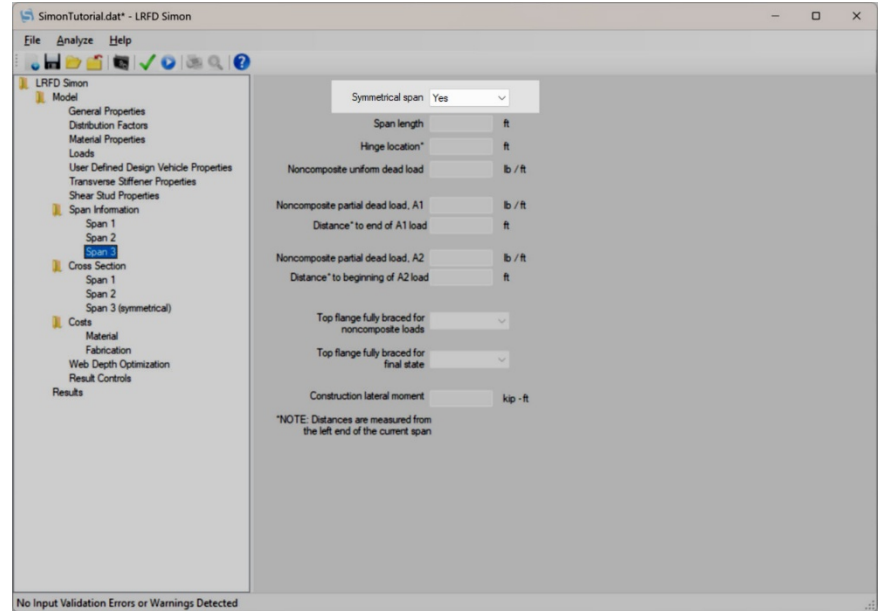 SimonTutorial.dat* - LRFD Simon
File Analyze Help
LRFD Simon
Model
General Properties
Distribution Factors
Material Properties
Loads
User Defined Design Vehicle Properties
Transverse Stiffener Properties
Shear Stud Properties
Span Information
Span 1
Span 2
Span 3
Cross Section
Span 1
Span 2
Span 3 (symmetrical)
Costs
Material
Fabrication
Web Depth Optimization
Result Controls
Results
Symmetrical span Yes
Span length ft
Hinge location* ft
Noncomposite uniform dead load lb / ft
Noncomposite partial dead load, A1 lb / ft
Distance* to end of A1 load ft
Noncomposite partial dead load, A2 lb / ft
Distance* to beginning of A2 load ft
Top flange fully braced for
noncomposite loads
Top flange fully braced for
final state
Construction lateral moment kip -ft
*NOTE: Distances are measured from
the left end of the current span
No Input Validation Errors or Warnings Detected